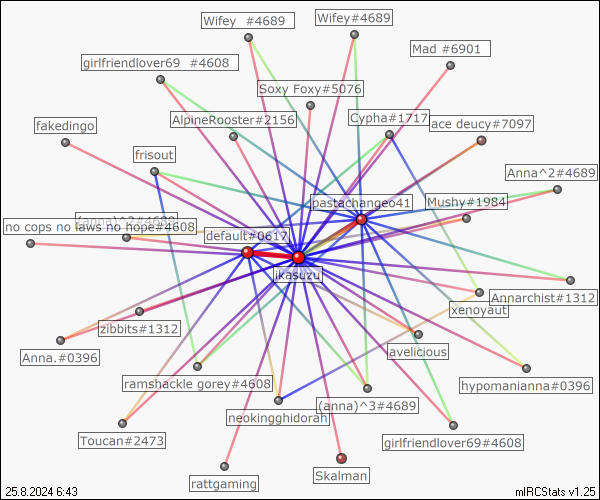 Wifey  #4689
Wifey#4689
Mad #6901
girlfriendlover69  #4608
Soxy Foxy#5076
AlpineRooster#2156
Cypha#1717
ace deucy#7097
fakedingo
frisout
Anna^2#4689
pastachangeo41
Mushy#1984
(anna)^2#4689
no cops no laws no hope#4608
default#0617
ikasuzu
Annarchist#1312
xenoyaut
zibbits#1312
avelicious
Anna.#0396
ramshackle gorey#4608
hypomanianna#0396
neokingghidorah
(anna)^3#4689
Toucan#2473
girlfriendlover69#4608
rattgaming
Skalman
25.8.2024 6:43
mIRCStats v1.25